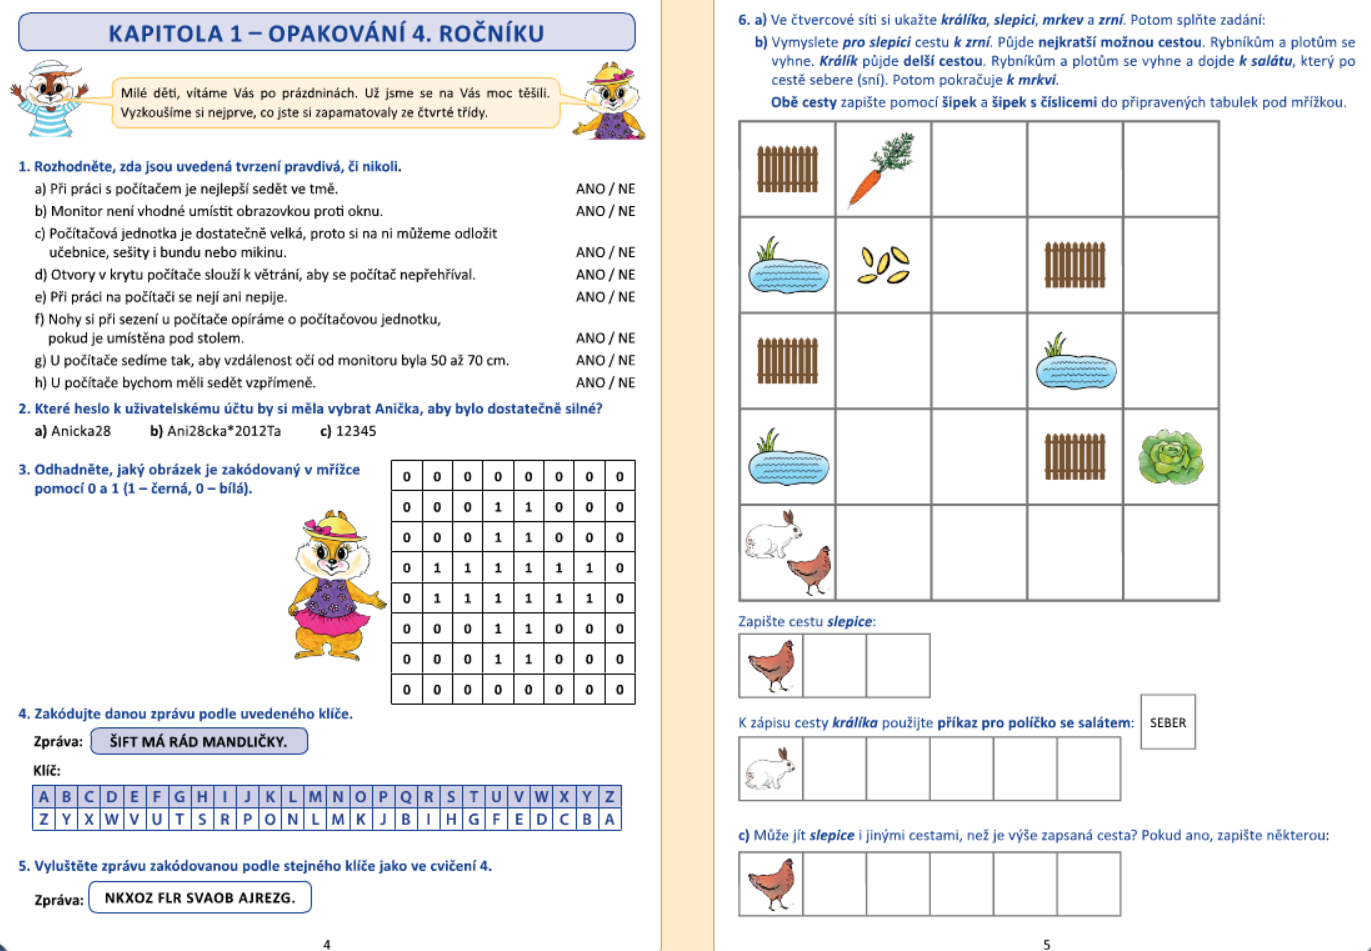 KAPITOLA 1 – OPAKOVÁNÍ 4. ROČNÍKU
Milé děti, vítáme Vás po prázdninách. Už jsme se na Vás moc těšili.
Vyzkoušíme si nejprve, co jste si zapamatovaly ze čtvrté třídy.
1. Rozhodněte, zda jsou uvedená tvrzení pravdivá, či nikoli.
a) Při práci s počítačem je nejlepší sedět ve tmě. ANO / NE
b) Monitor není vhodné umístit obrazovkou proti oknu. ANO / NE
c) Počítačová jednotka je dostatečně velká, proto si na ni můžeme odložit
učebnice, sešity i bundu nebo mikinu. ANO / NE
d) Otvory v krytu počítače slouží k větrání, aby se počítač nepřehříval. ANO / NE
e) Při práci na počítači se nejí ani nepije. ANO / NE
f) Nohy si při sezení u počítače opíráme o počítačovou jednotku,
pokud je umístěna pod stolem. ANO / NE
g) U počítače sedíme tak, aby vzdálenost očí od monitoru byla 50 až 70 cm. ANO / NE
h) U počítače bychom měli sedět vzpřímeně. ANO / NE
2. Které heslo k uživatelskému účtu by si měla vybrat Anička, aby bylo dostatečně silné?
a) Anicka28 b) Ani28cka*2012Ta c) 12345
3. Odhadněte, jaký obrázek je zakódovaný v mřížce
pomocí 0 a 1 (1 – černá, 0 – bílá).
0 0 0 0 0 0 0 0
0 0 0 1 1 0 0 0
0 0 0 1 1 0 0 0
0 1 1 1 1 1 1 0
0 1 1 1 1 1 1 0
0 0 0 1 1 0 0 0
0 0 0 1 1 0 0 0
0 0 0 0 0 0 0 0
4. Zakódujte danou zprávu podle uvedeného klíče.
Zpráva: ŠIFT MÁ RÁD MANDLIČKY.
Klíč:
A B C D E F G H I J K L M N O P Q R S T U V W X Y Z
Z Y X W V U T S R P O N L M K J B I H G F E D C B A
5. Vyluštěte zprávu zakódovanou podle stejného klíče jako ve cvičení 4.
Zpráva: NKXOZ FLR SVAOB AJREZG.
4
6. a) Ve čtvercové síti si ukažte králíka, slepici, mrkev a zrní. Potom splňte zadání:
b) Vymyslete pro slepici cestu k zrní. Půjde nejkratší možnou cestou. Rybníkům a plotům se
vyhne. Králík půjde delší cestou. Rybníkům a plotům se vyhne a dojde k salátu, který po
cestě sebere (sní). Potom pokračuje k mrkvi.
Obě cesty zapište pomocí šipek a šipek s číslicemi do připravených tabulek pod mřížkou.
Zapište cestu slepice:
K zápisu cesty králíka použijte příkaz pro políčko se salátem: SEBER
c) Může jít slepice i jinými cestami, než je výše zapsaná cesta? Pokud ano, zapište některou:
5